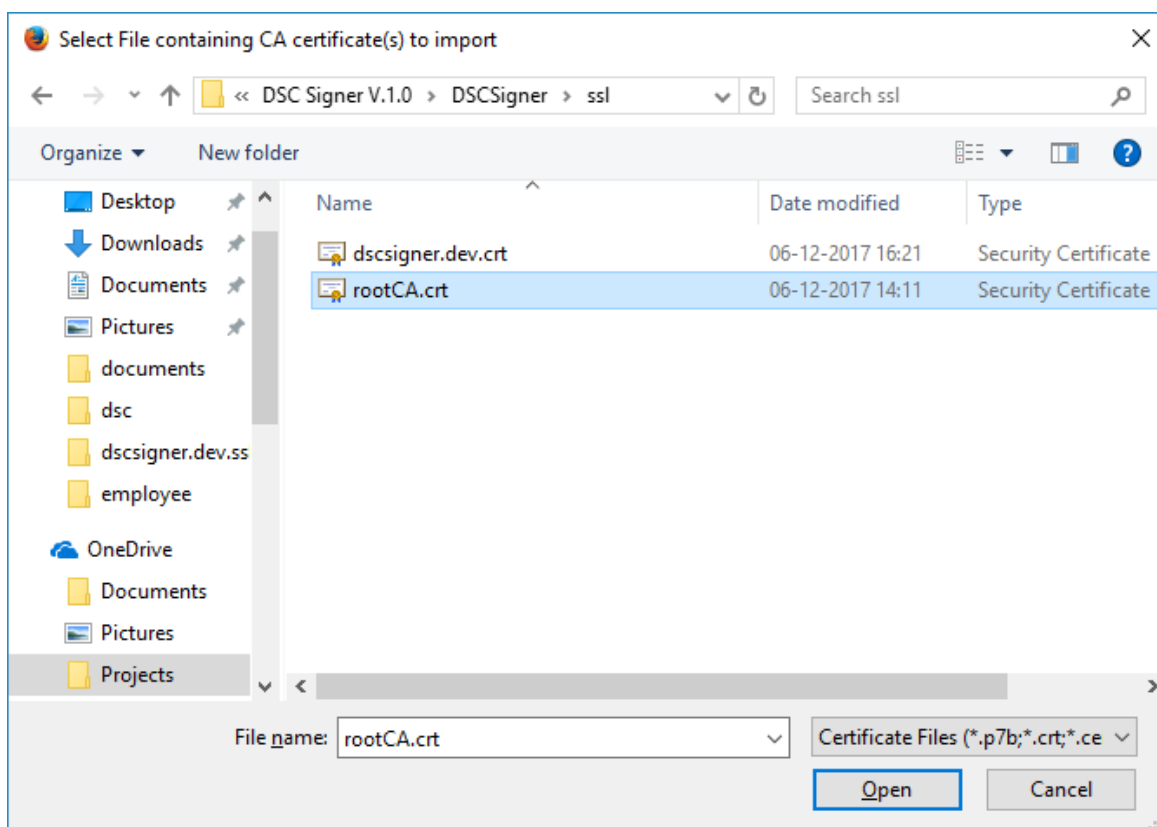 Select File containing CA certificate(s) to import
« DSC Signer V.1.0 > DSCSigner > ssl
Search ssl
Organize
New folder
?
Desktop
Downloads
Documents
Pictures
documents
dsc
dscsigner.dev.ss
employee
OneDrive
Documents
Pictures
Projects
Name Date modified Type
dscsigner.dev.crt 06-12-2017 16:21 Security Certificate
rootCA.crt 06-12-2017 14:11 Security Certificate
File name: rootCA.crt
Certificate Files (*.p7b;*.crt;*.ce
Open Cancel